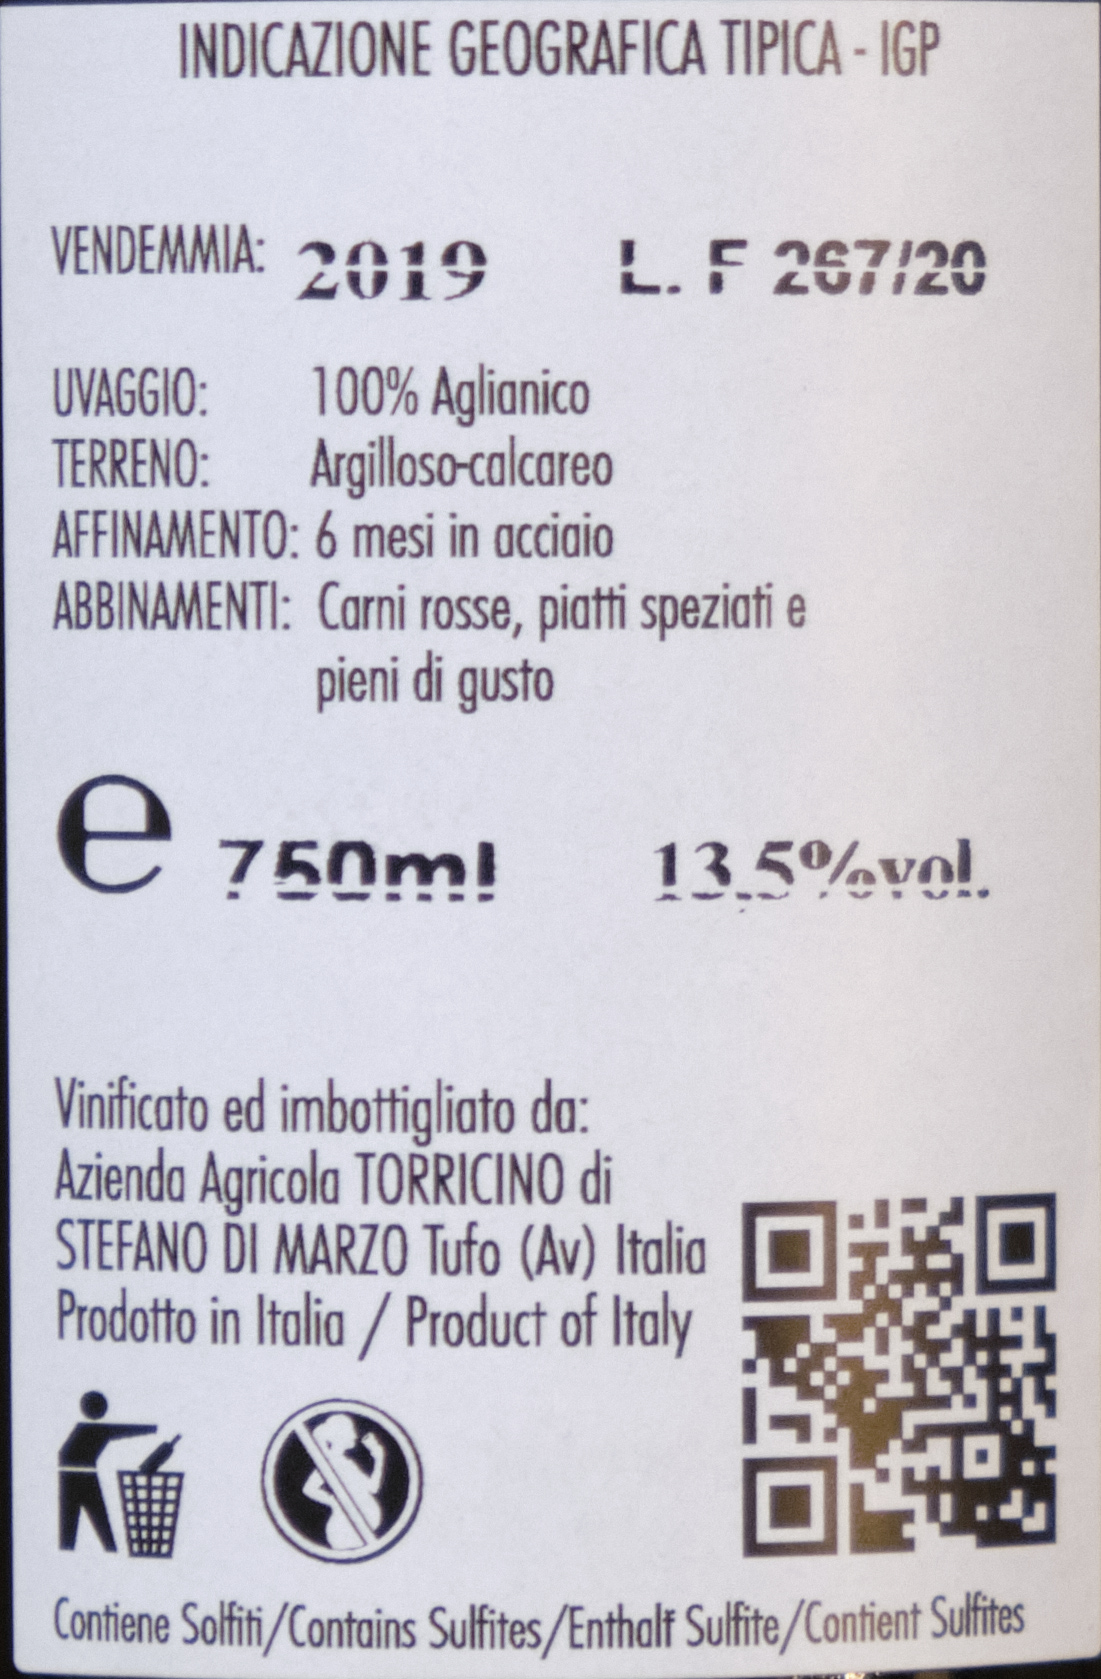 INDICAZIONE GEOGRAFICA TIPICA - IGP
VENDEMMIA: 2019 L. F 267/20
UVAGGIO: 100% Aglianico
TERRENO: Argilloso-calcareo
AFFINAMENTO: 6 mesi in acciaio
ABBINAMENTI: Carni rosse, piatti speziati e
pieni di gusto
e 750ml 13,5%vol.
Vinificato ed imbottigliato da:
Azienda Agricola TORRICINO di
STEFANO DI MARZO Tufo (Av) Italia
Prodotto in Italia / Product of Italy
Contiene Solfiti/Contains Sulfites/Enthalt Sulfite/Contient Sulfites